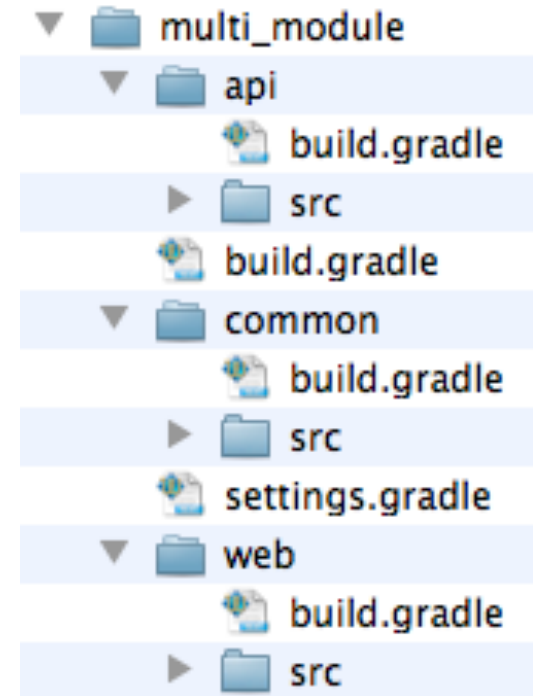 multi_module
api
build.gradle
src
build.gradle
common
build.gradle
src
settings.gradle
web
build.gradle
src